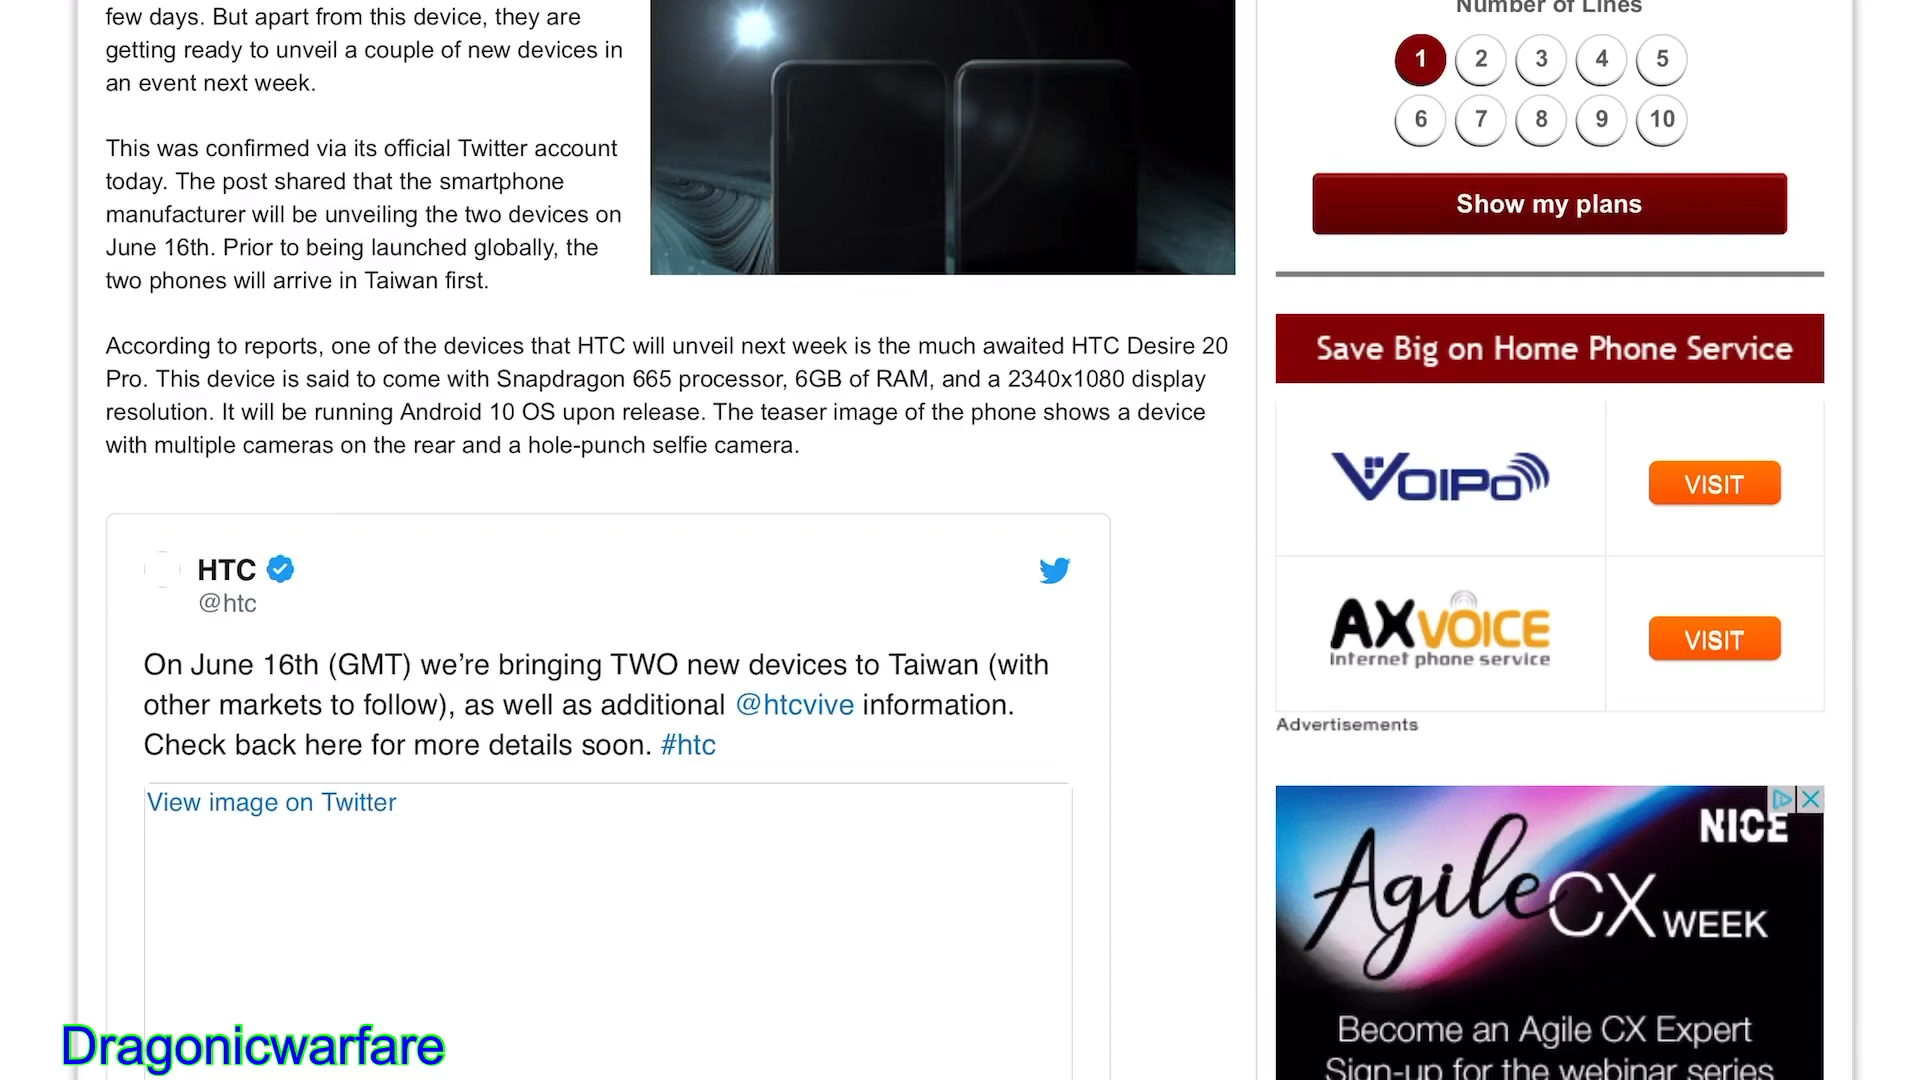 few days. But apart from this device, they are
getting ready to unveil a couple of new devices in
an event next week.
This was confirmed via its official Twitter account
today. The post shared that the smartphone
manufacturer will be unveiling the two devices on
June 16th. Prior to being launched globally, the
two phones will arrive in Taiwan first.
According to reports, one of the devices that HTC will unveil next week is the much awaited HTC Desire 20
Pro. This device is said to come with Snapdragon 665 processor, 6GB of RAM, and a 2340x1080 display
resolution. It will be running Android 10 OS upon release. The teaser image of the phone shows a device
with multiple cameras on the rear and a hole-punch selfie camera.
HTC
@htc
On June 16th (GMT) we're bringing TWO new devices to Taiwan (with
other markets to follow), as well as additional @htcvive information.
Check back here for more details soon. #htc
View image on Twitter
Dragonicwarfare
Number of Lines
1 2 3 4 5
6 7 8 9 10
Show my plans
Save Big on Home Phone Service
VOIPo VISIT
AXVOICE VISIT
internet phone service
Advertisements
NICE
Agile CX WEEK
Become an Agile CX Expert
Sign-up for the webinar series